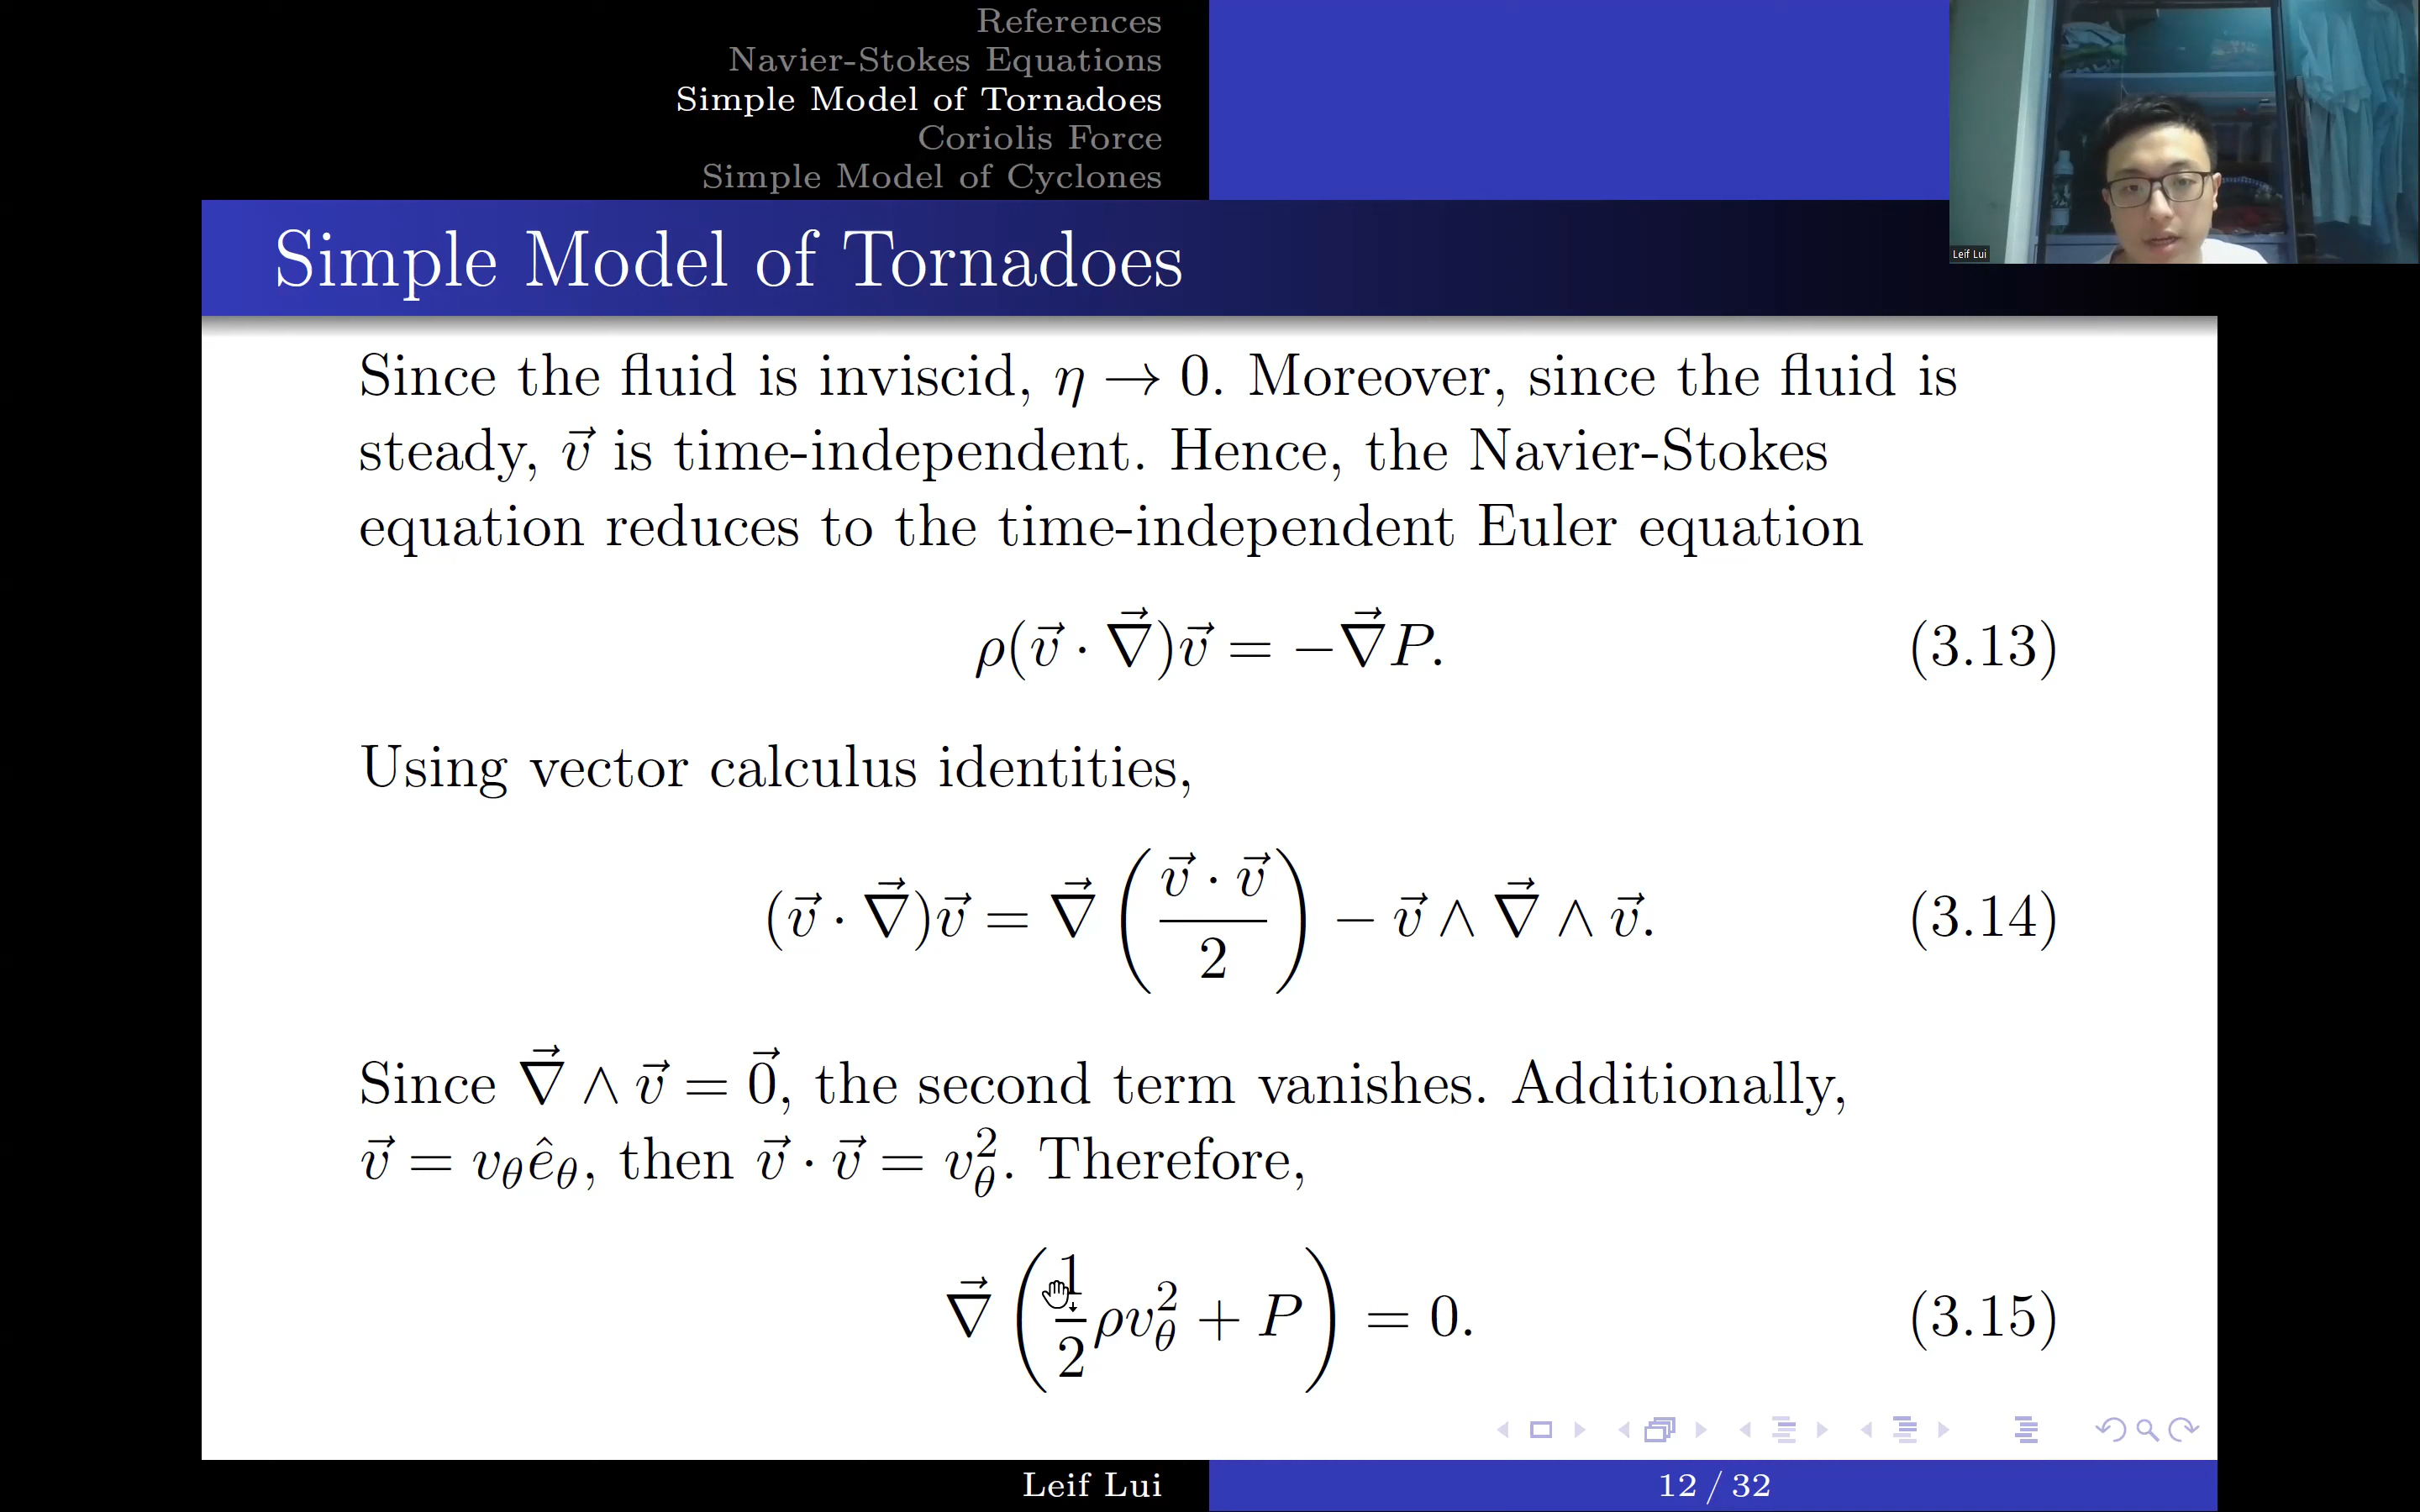 References
Navier-Stokes Equations
Simple Model of Tornadoes
Coriolis Force
Simple Model of Cyclones
Leif Lui
Simple Model of Tornadoes
Since the fluid is inviscid, η → 0. Moreover, since the fluid is
steady, v⃗ is time-independent. Hence, the Navier-Stokes
equation reduces to the time-independent Euler equation
ρ(v⃗ · ∇⃗)v⃗ = −∇⃗P. (3.13)
Using vector calculus identities,
(v⃗ · ∇⃗)v⃗ = ∇⃗ (v⃗ · v⃗ / 2) − v⃗ ∧ ∇⃗ ∧ v⃗. (3.14)
Since ∇⃗ ∧ v⃗ = 0⃗, the second term vanishes. Additionally,
v⃗ = v_θ ê_θ, then v⃗ · v⃗ = v_θ². Therefore,
∇⃗ (1/2 ρv_θ² + P) = 0. (3.15)
Leif Lui 12 / 32